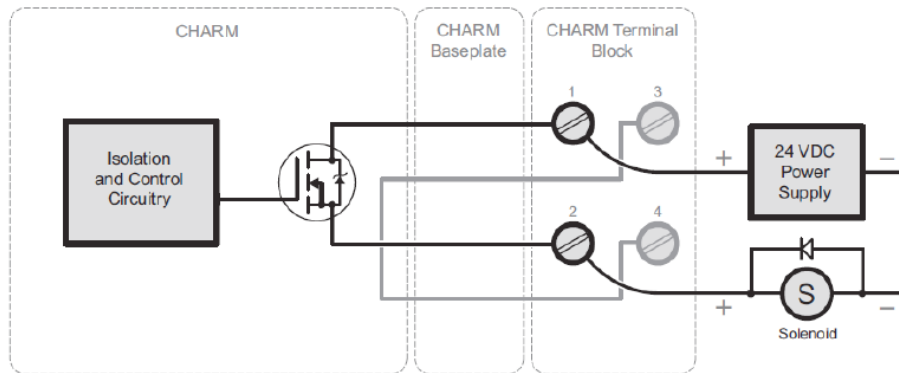 CHARM
CHARM
Baseplate
CHARM Terminal
Block
1
3
Isolation
and Control
Circuitry
+
24 VDC
Power
Supply
−
2
4
S
+
−
Solenoid